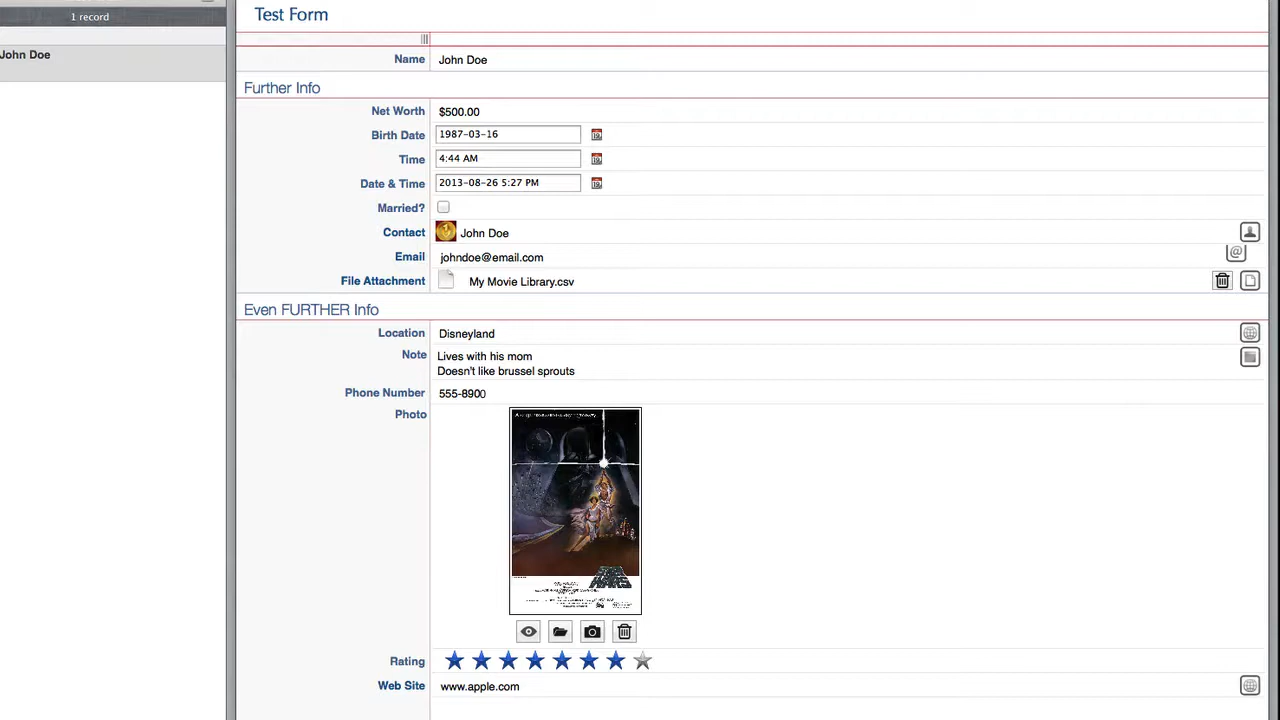 1 record
Test Form
John Doe
Name John Doe
Further Info
Net Worth $500.00
Birth Date 1987-03-16
Time 4:44 AM
Date & Time 2013-08-26 5:27 PM
Married?
Contact John Doe
Email johndoe@email.com
File Attachment My Movie Library.csv
Even FURTHER Info
Location Disneyland
Note Lives with his mom
Doesn't like brussel sprouts
Phone Number 555-8900
Photo
STAR WARS
Rating
Web Site www.apple.com